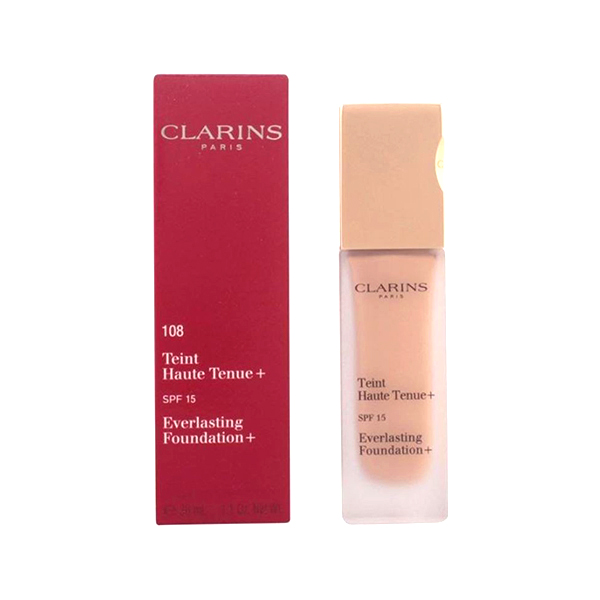 CLARINS
PARIS
108
Teint
Haute Tenue+
SPF 15
Everlasting
Foundation+
CLARINS
PARIS
Teint
Haute Tenue+
SPF 15
Everlasting
Foundation+